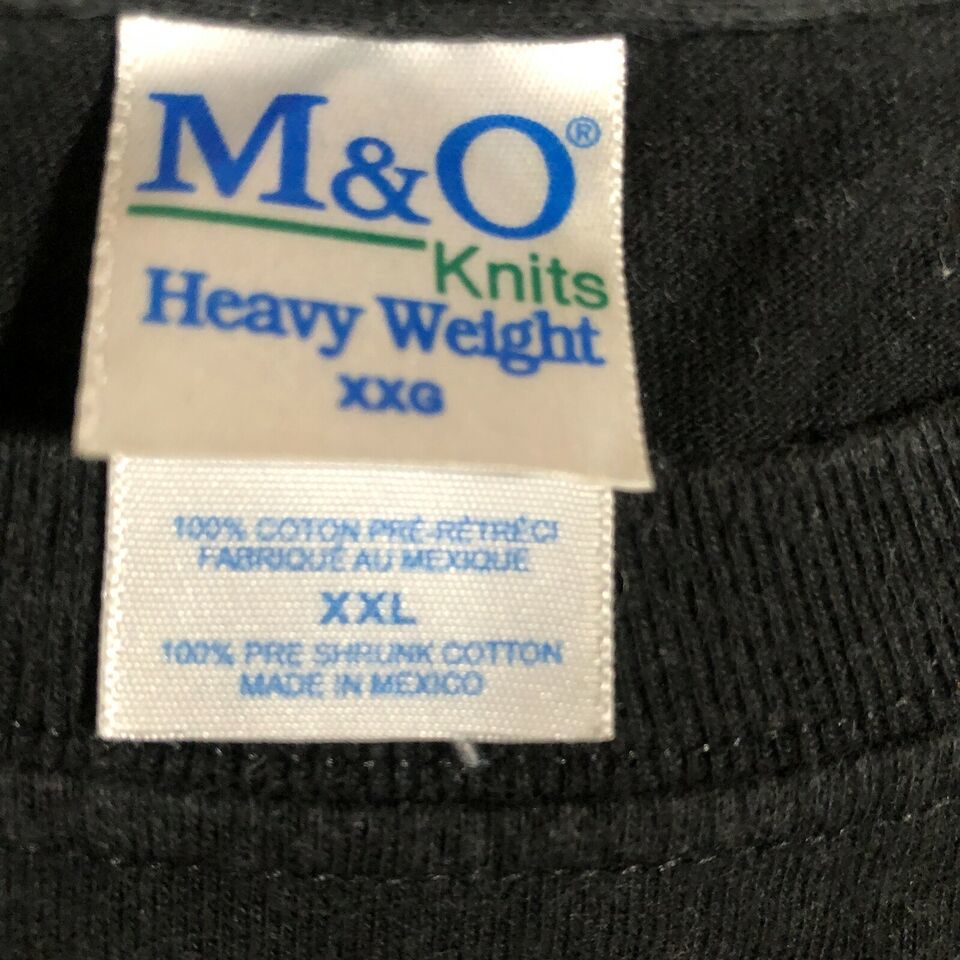 M&O®
Knits
Heavy Weight
XXG
100% COTON PRÉ-RÉTRÉCI
FABRIQUÉ AU MEXIQUE
XXL
100% PRE SHRUNK COTTON
MADE IN MEXICO